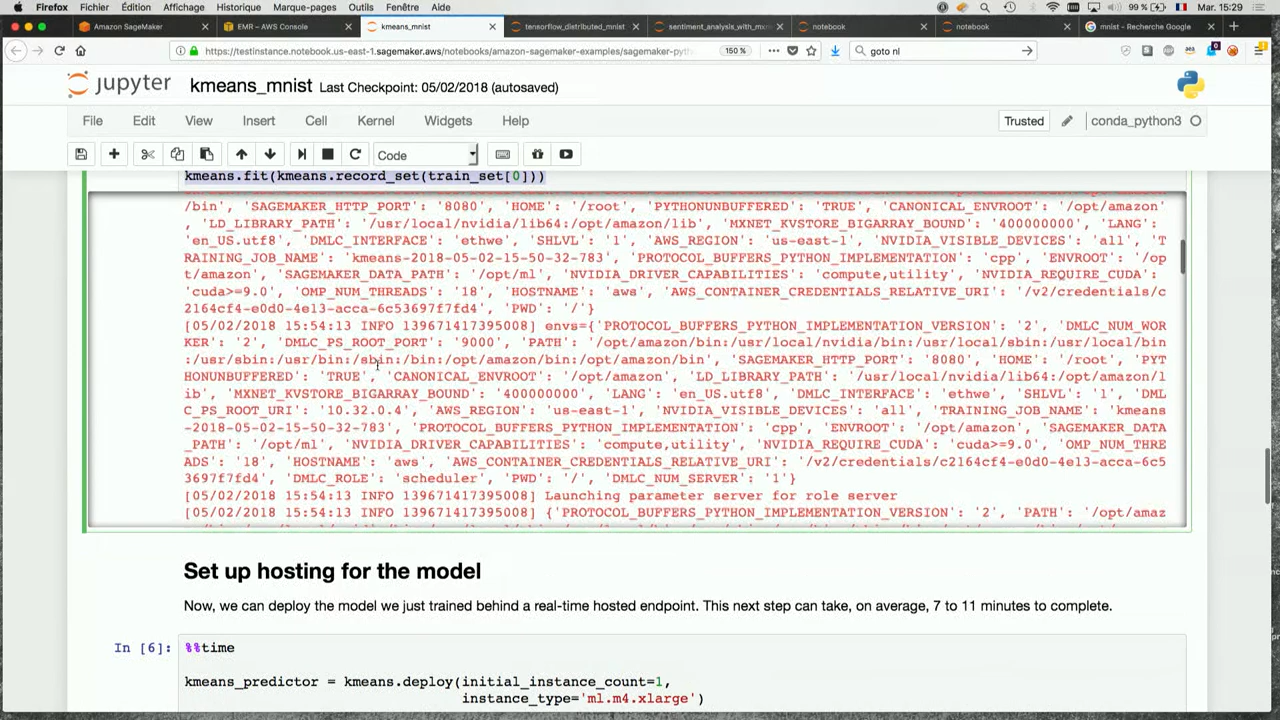 Firefox Fichier Édition Affichage Historique Marque-pages Outils Fenêtre Aide 99 % Mar. 15:29
Amazon SageMaker EMR – AWS Console kmeans_mnist tensorflow_distributed_mnist sentiment_analysis_with_mxn notebook notebook mnist - Recherche Google
https://testinstance.notebook.us-east-1.sagemaker.aws/notebooks/amazon-sagemaker-examples/sagemaker-pyth 150 % goto nl
jupyter kmeans_mnist Last Checkpoint: 05/02/2018 (autosaved)
File Edit View Insert Cell Kernel Widgets Help Trusted conda_python3
Code
kmeans.fit(kmeans.record_set(train_set[0]))
/bin', 'SAGEMAKER_HTTP_PORT': '8080', 'HOME': '/root', 'PYTHONUNBUFFERED': 'TRUE', 'CANONICAL_ENVROOT': '/opt/amazon'
, 'LD_LIBRARY_PATH': '/usr/local/nvidia/lib64:/opt/amazon/lib', 'MXNET_KVSTORE_BIGARRAY_BOUND': '400000000', 'LANG':
'en_US.utf8', 'DMLC_INTERFACE': 'ethwe', 'SHLVL': '1', 'AWS_REGION': 'us-east-1', 'NVIDIA_VISIBLE_DEVICES': 'all', 'T
RAINING_JOB_NAME': 'kmeans-2018-05-02-15-50-32-783', 'PROTOCOL_BUFFERS_PYTHON_IMPLEMENTATION': 'cpp', 'ENVROOT': '/op
t/amazon', 'SAGEMAKER_DATA_PATH': '/opt/ml', 'NVIDIA_DRIVER_CAPABILITIES': 'compute,utility', 'NVIDIA_REQUIRE_CUDA':
'cuda>=9.0', 'OMP_NUM_THREADS': '18', 'HOSTNAME': 'aws', 'AWS_CONTAINER_CREDENTIALS_RELATIVE_URI': '/v2/credentials/c
2164cf4-e0d0-4e13-acca-6c53697f7fd4', 'PWD': '/'}
[05/02/2018 15:54:13 INFO 139671417395008] envs={'PROTOCOL_BUFFERS_PYTHON_IMPLEMENTATION_VERSION': '2', 'DMLC_NUM_WOR
KER': '2', 'DMLC_PS_ROOT_PORT': '9000', 'PATH': '/opt/amazon/bin:/usr/local/nvidia/bin:/usr/local/sbin:/usr/local/bin
:/usr/sbin:/usr/bin:/sbin:/bin:/opt/amazon/bin:/opt/amazon/bin', 'SAGEMAKER_HTTP_PORT': '8080', 'HOME': '/root', 'PYT
HONUNBUFFERED': 'TRUE', 'CANONICAL_ENVROOT': '/opt/amazon', 'LD_LIBRARY_PATH': '/usr/local/nvidia/lib64:/opt/amazon/l
ib', 'MXNET_KVSTORE_BIGARRAY_BOUND': '400000000', 'LANG': 'en_US.utf8', 'DMLC_INTERFACE': 'ethwe', 'SHLVL': '1', 'DML
C_PS_ROOT_URI': '10.32.0.4', 'AWS_REGION': 'us-east-1', 'NVIDIA_VISIBLE_DEVICES': 'all', 'TRAINING_JOB_NAME': 'kmeans
-2018-05-02-15-50-32-783', 'PROTOCOL_BUFFERS_PYTHON_IMPLEMENTATION': 'cpp', 'ENVROOT': '/opt/amazon', 'SAGEMAKER_DATA
_PATH': '/opt/ml', 'NVIDIA_DRIVER_CAPABILITIES': 'compute,utility', 'NVIDIA_REQUIRE_CUDA': 'cuda>=9.0', 'OMP_NUM_THRE
ADS': '18', 'HOSTNAME': 'aws', 'AWS_CONTAINER_CREDENTIALS_RELATIVE_URI': '/v2/credentials/c2164cf4-e0d0-4e13-acca-6c5
3697f7fd4', 'DMLC_ROLE': 'scheduler', 'PWD': '/', 'DMLC_NUM_SERVER': '1'}
[05/02/2018 15:54:13 INFO 139671417395008] Launching parameter server for role server
[05/02/2018 15:54:13 INFO 139671417395008] {'PROTOCOL_BUFFERS_PYTHON_IMPLEMENTATION_VERSION': '2', 'PATH': '/opt/amaz
Set up hosting for the model
Now, we can deploy the model we just trained behind a real-time hosted endpoint. This next step can take, on average, 7 to 11 minutes to complete.
In [6]: %%time
kmeans_predictor = kmeans.deploy(initial_instance_count=1,
instance_type='ml.m4.xlarge')